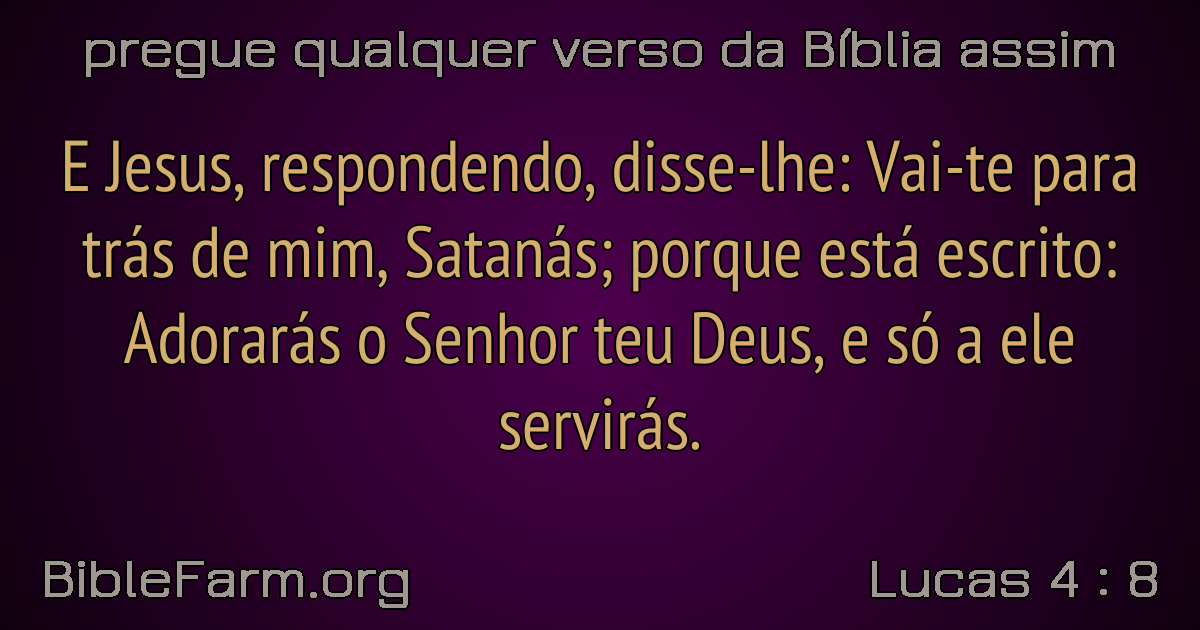 pregue qualquer verso da Bíblia assim
E Jesus, respondendo, disse-lhe: Vai-te para
trás de mim, Satanás; porque está escrito:
Adorarás o Senhor teu Deus, e só a ele
servirás.
BibleFarm.org
Lucas 4 : 8